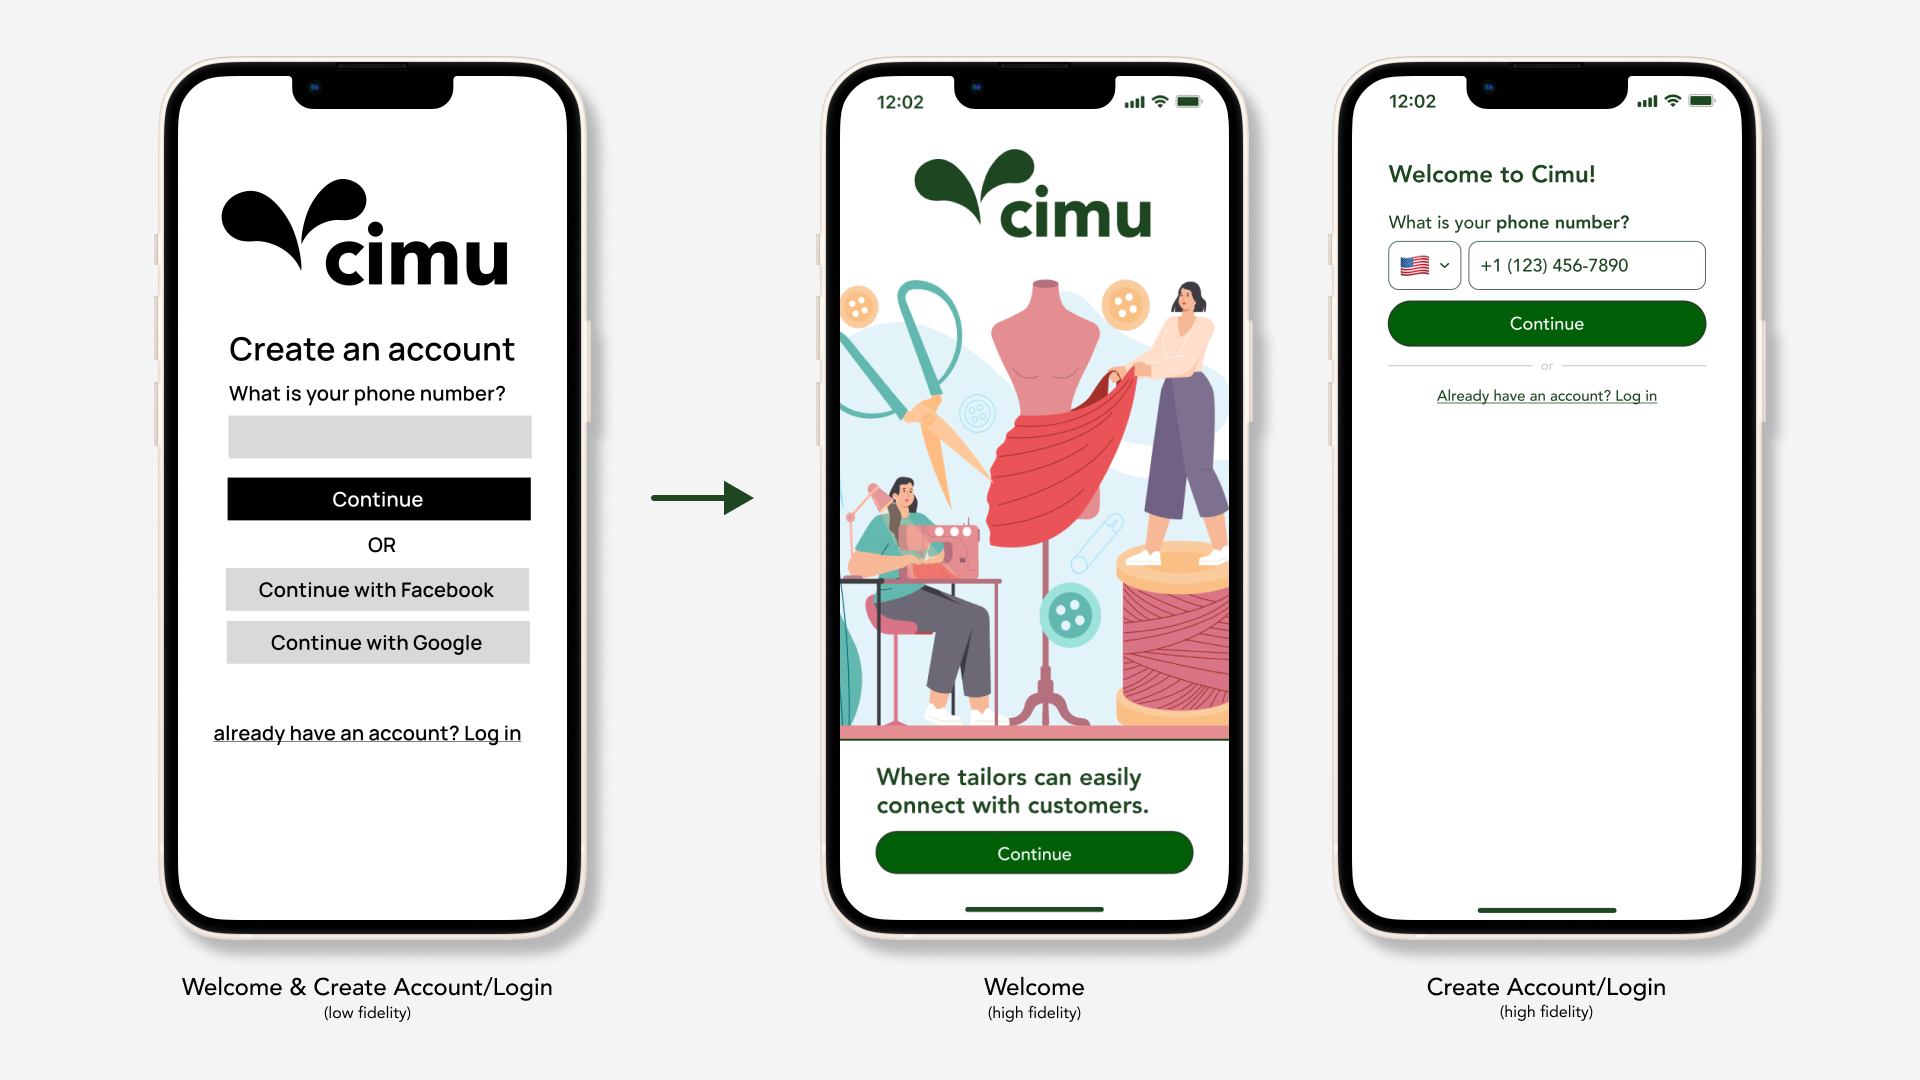 cimu
Create an account
What is your phone number?
Continue
OR
Continue with Facebook
Continue with Google
already have an account? Log in
Welcome & Create Account/Login
(low fidelity)
12:02
cimu
Where tailors can easily
connect with customers.
Continue
Welcome
(high fidelity)
12:02
Welcome to Cimu!
What is your phone number?
+1 (123) 456-7890
Continue
or
Already have an account? Log in
Create Account/Login
(high fidelity)